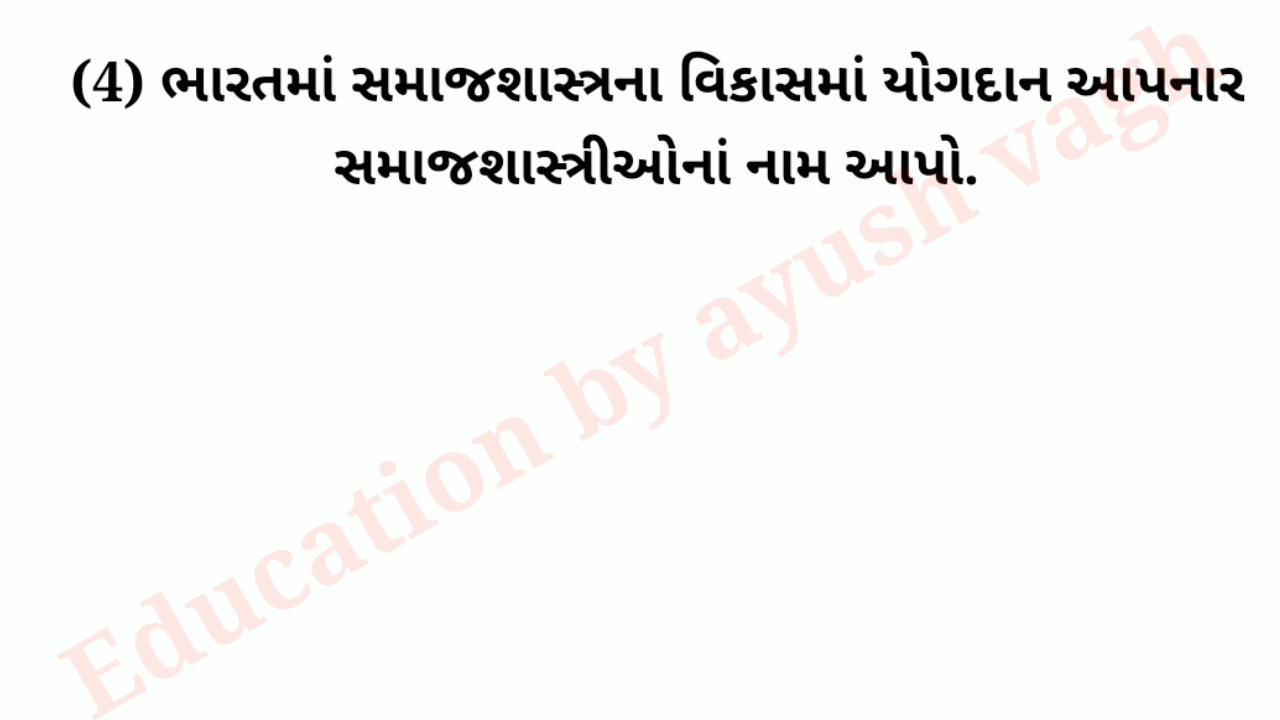 (4) ભારતમાં સમાજશાસ્ત્રના વિકાસમાં યોગદાન આપનાર
સમાજશાસ્ત્રીઓનાં નામ આપો.
Education by ayush vagh